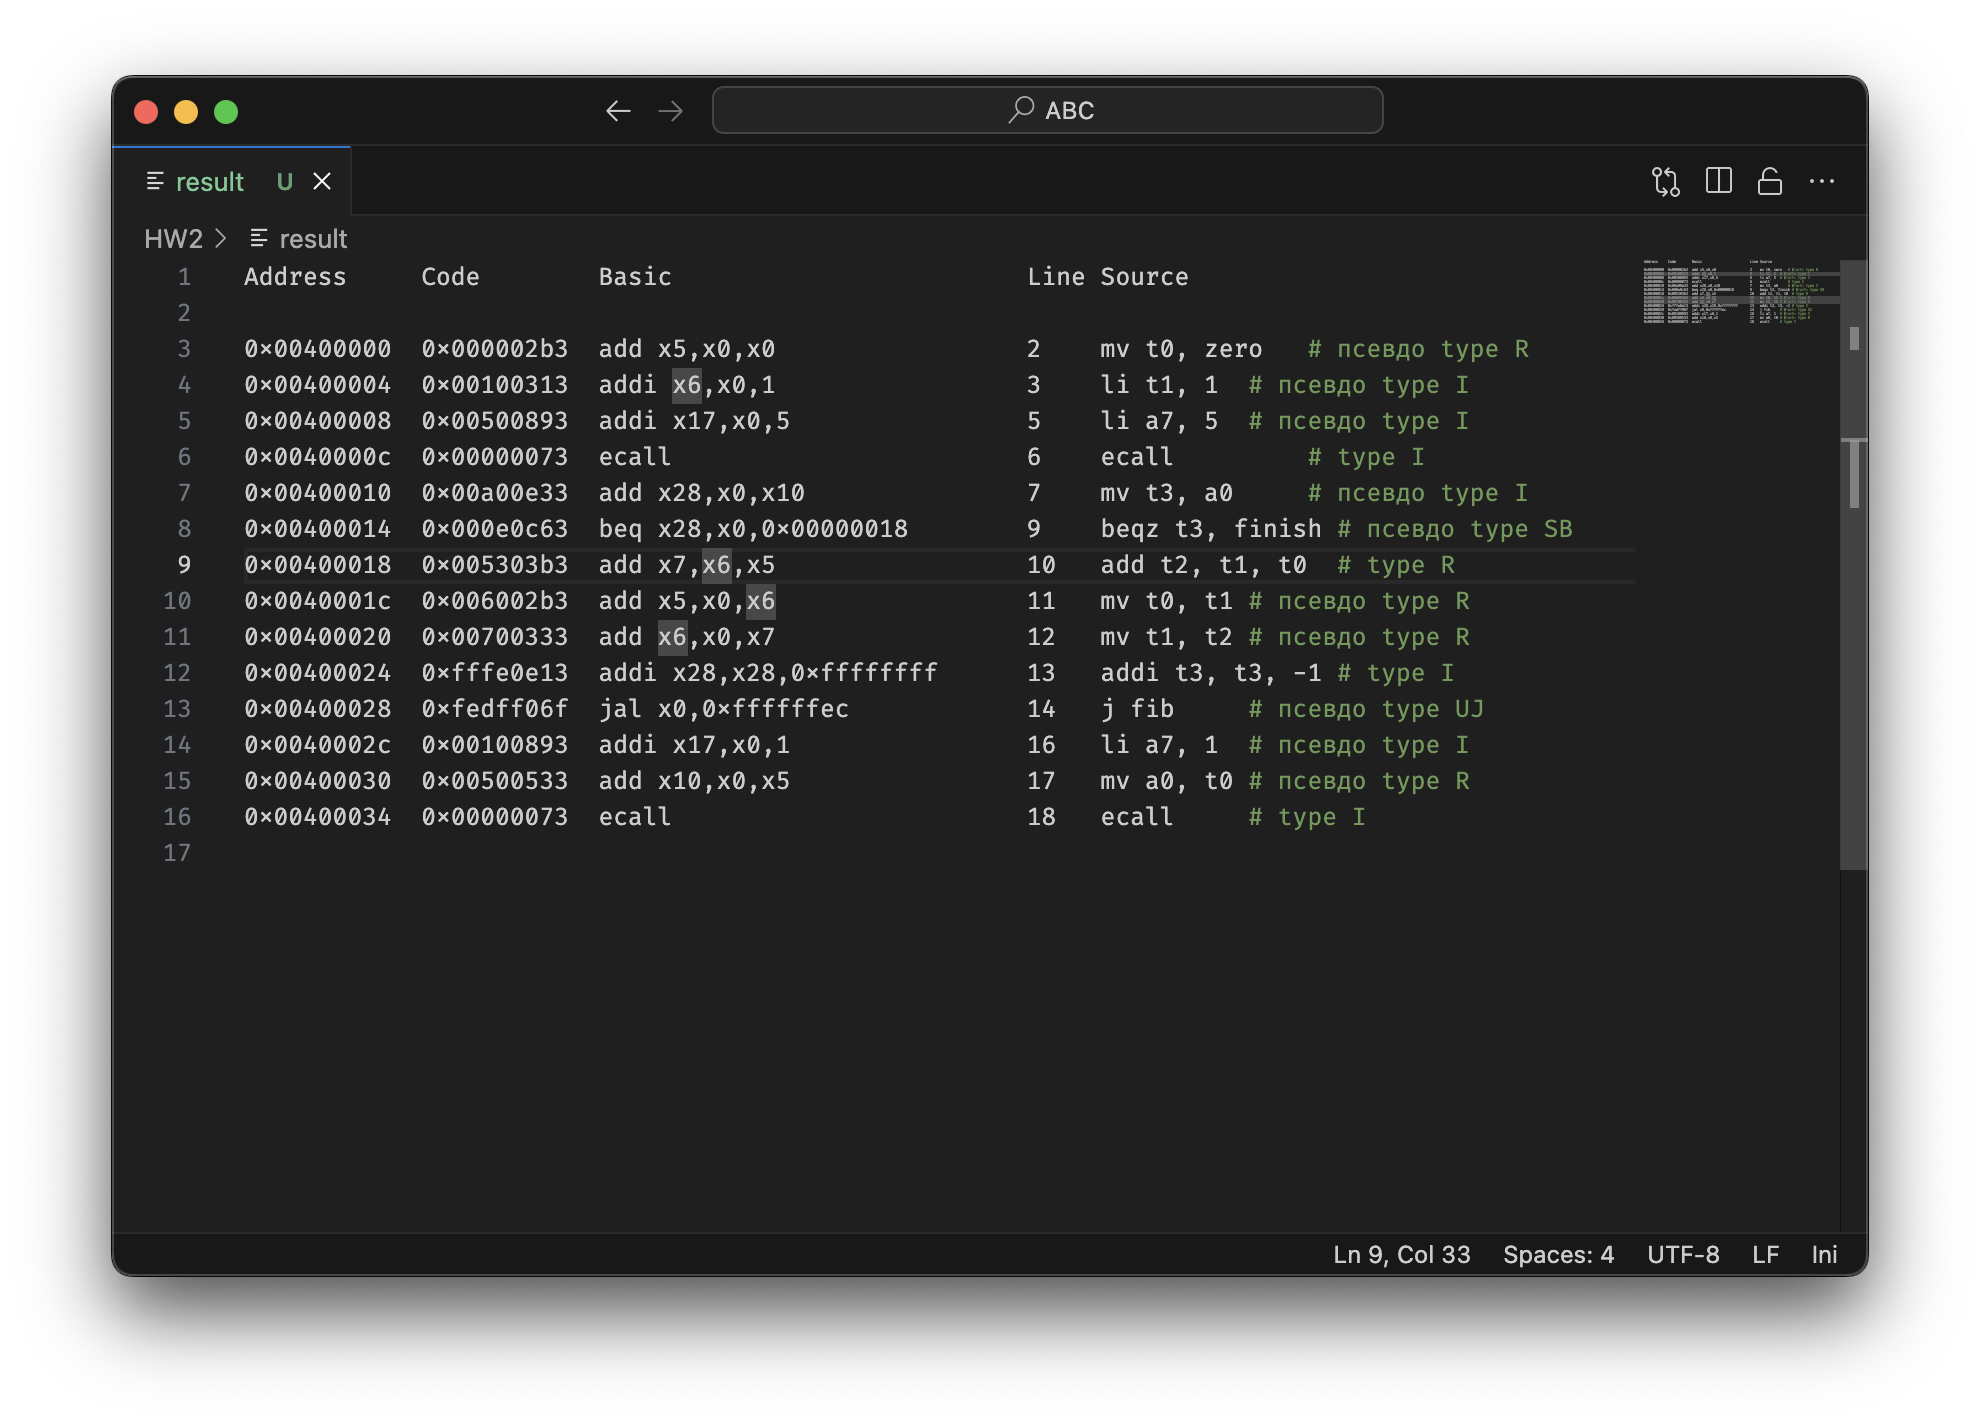 ABC
result U
HW2 > result
1 Address Code Basic Line Source
2
3 0x00400000 0x000002b3 add x5,x0,x0 2 mv t0, zero # псевдо type R
4 0x00400004 0x00100313 addi x6,x0,1 3 li t1, 1 # псевдо type I
5 0x00400008 0x00500893 addi x17,x0,5 5 li a7, 5 # псевдо type I
6 0x0040000c 0x00000073 ecall 6 ecall # type I
7 0x00400010 0x00a00e33 add x28,x0,x10 7 mv t3, a0 # псевдо type I
8 0x00400014 0x000e0c63 beq x28,x0,0x00000018 9 beqz t3, finish # псевдо type SB
9 0x00400018 0x005303b3 add x7,x6,x5 10 add t2, t1, t0 # type R
10 0x0040001c 0x006002b3 add x5,x0,x6 11 mv t0, t1 # псевдо type R
11 0x00400020 0x00700333 add x6,x0,x7 12 mv t1, t2 # псевдо type R
12 0x00400024 0xfffe0e13 addi x28,x28,0xffffffff 13 addi t3, t3, -1 # type I
13 0x00400028 0xfedff06f jal x0,0xffffffec 14 j fib # псевдо type UJ
14 0x0040002c 0x00100893 addi x17,x0,1 16 li a7, 1 # псевдо type I
15 0x00400030 0x00500533 add x10,x0,x5 17 mv a0, t0 # псевдо type R
16 0x00400034 0x00000073 ecall 18 ecall # type I
17
Ln 9, Col 33 Spaces: 4 UTF-8 LF Ini